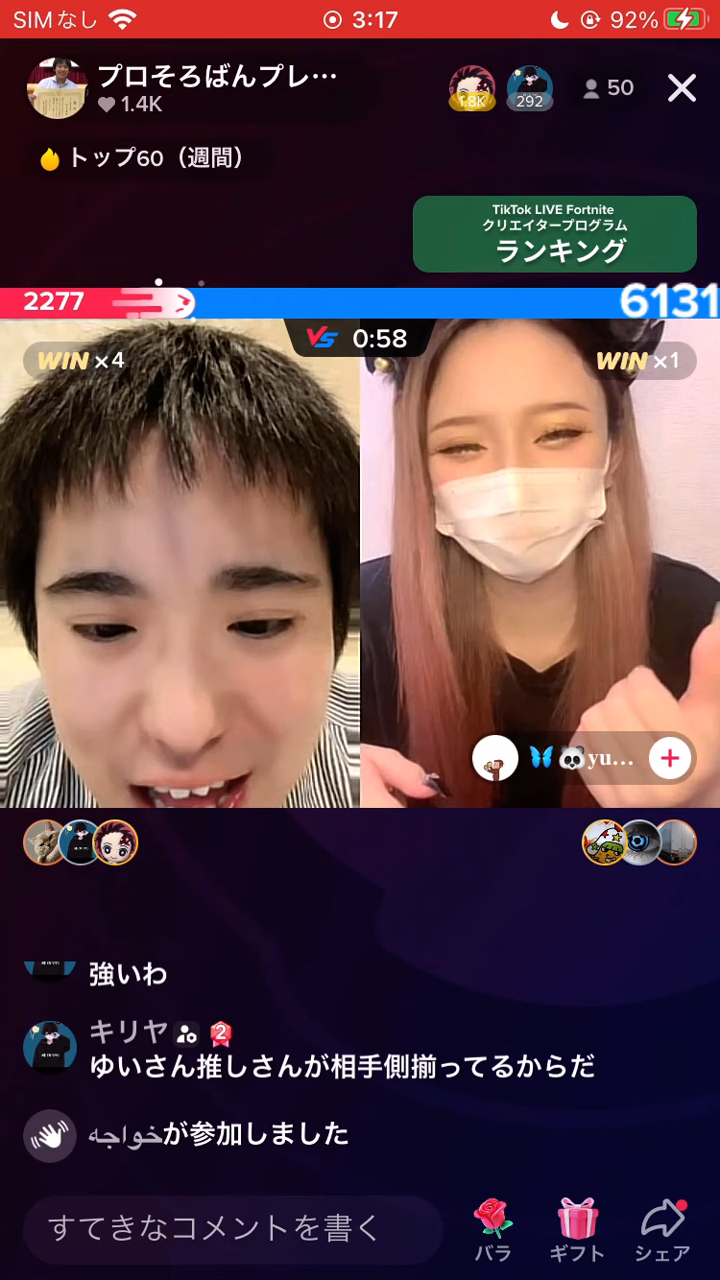 SIMなし
3:17
92%
プロそろばんプレ…
1.4K
1.8K
292
50
トップ60（週間）
TikTok LIVE Fortnite
クリエイタープログラム
ランキング
2277
6131
VS 0:58
WIN ×4
WIN ×1
yu…
強いわ
キリヤ 2
ゆいさん推しさんが相手側揃ってるからだ
خواجهが参加しました
すてきなコメントを書く
バラ
ギフト
シェア